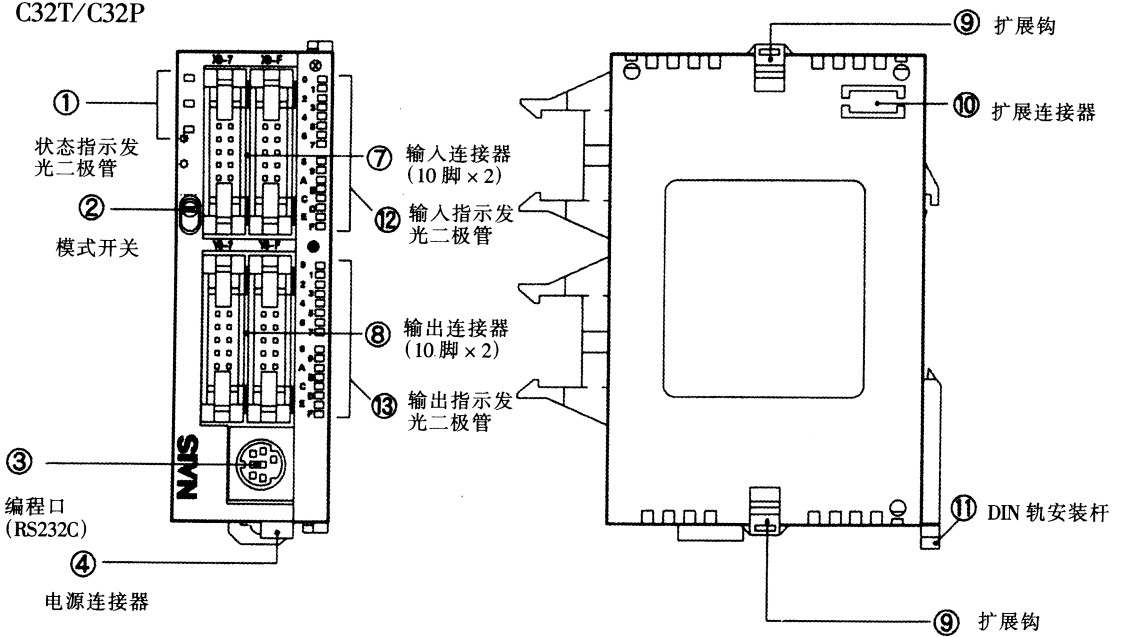 C32T/C32P
①
状态指示发
光二极管
②
模式开关
③
编程口
(RS232C)
④
电源连接器
NAIS
⑦ 输入连接器
(10 脚 × 2)
⑫ 输入指示发
光二极管
⑧ 输出连接器
(10 脚 × 2)
⑬ 输出指示发
光二极管
⑨ 扩展钩
⑩ 扩展连接器
⑪ DIN 轨安装杆
⑨ 扩展钩